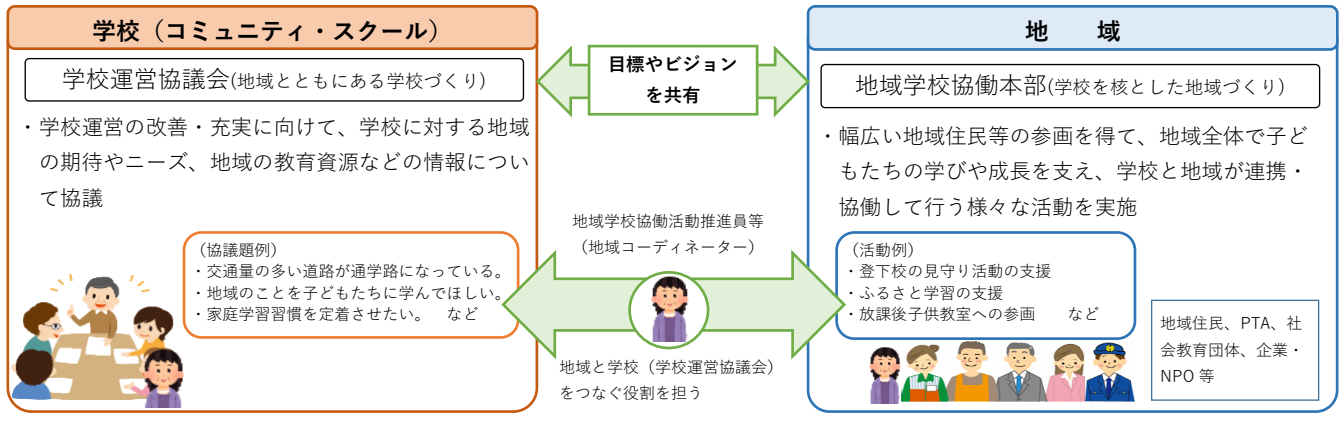 学校（コミュニティ・スクール）
学校運営協議会(地域とともにある学校づくり)
・学校運営の改善・充実に向けて、学校に対する地域
の期待やニーズ、地域の教育資源などの情報につい
て協議
（協議題例）
・交通量の多い道路が通学路になっている。
・地域のことを子どもたちに学んでほしい。
・家庭学習習慣を定着させたい。　など
目標やビジョン
を共有
地域学校協働活動推進員等
（地域コーディネーター）
地域と学校（学校運営協議会）
をつなぐ役割を担う
地　域
地域学校協働本部(学校を核とした地域づくり)
・幅広い地域住民等の参画を得て、地域全体で子ど
もたちの学びや成長を支え、学校と地域が連携・
協働して行う様々な活動を実施
（活動例）
・登下校の見守り活動の支援
・ふるさと学習の支援
・放課後子供教室への参画　　など
地域住民、PTA、社
会教育団体、企業・
NPO 等